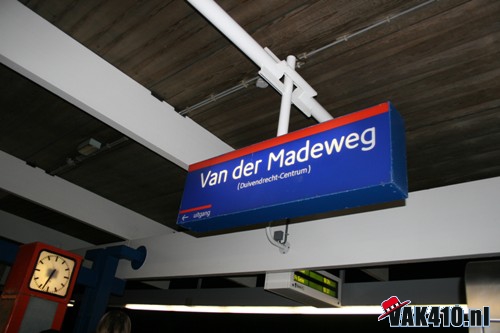 Van der Madeweg
(Duivendrecht-Centrum)
← uitgang
VAK410.nl